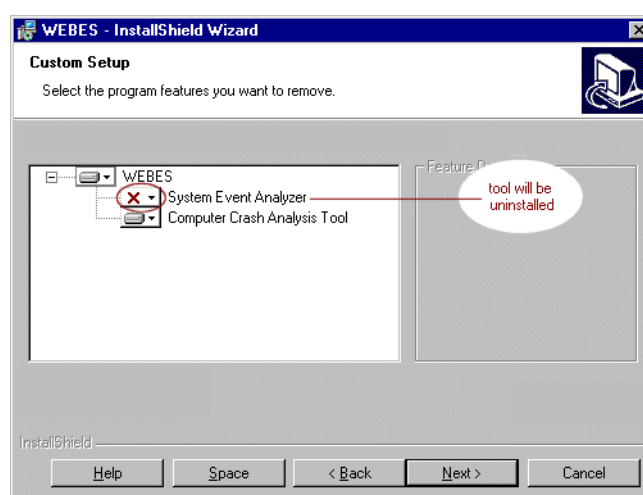 WEBES - InstallShield Wizard
Custom Setup
Select the program features you want to remove.
WEBES
System Event Analyzer
Computer Crash Analysis Tool
Feature
tool will be
uninstalled
InstallShield
Help
Space
< Back
Next >
Cancel